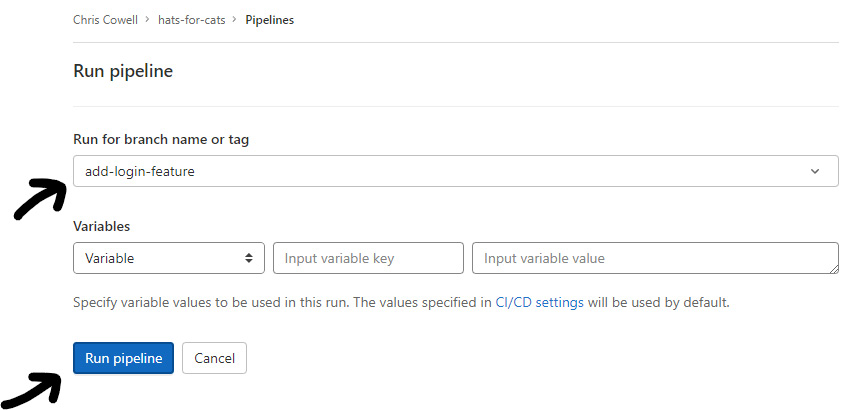 Chris Cowell > hats-for-cats > Pipelines
Run pipeline
Run for branch name or tag
add-login-feature
Variables
Variable Input variable key Input variable value
Specify variable values to be used in this run. The values specified in CI/CD settings will be used by default.
Run pipeline Cancel